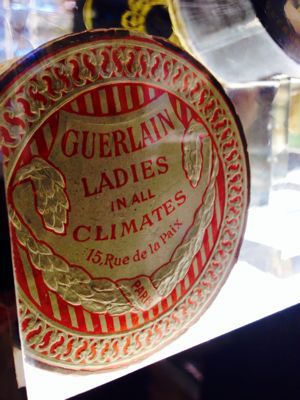 GUERLAIN
LADIES
IN ALL
CLIMATES
15, Rue de la Paix
PARIS